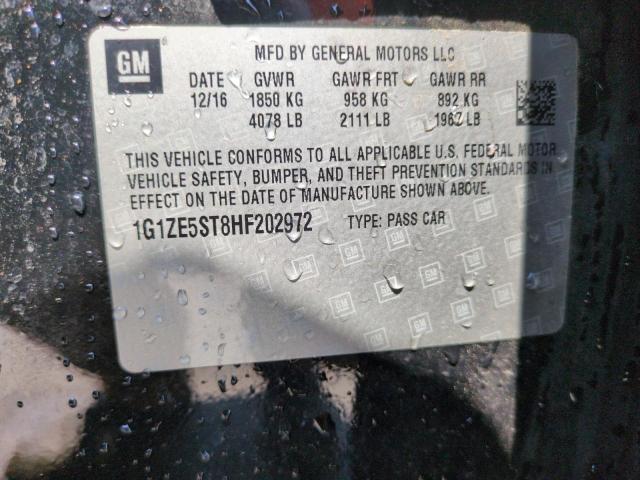 GM
MFD BY GENERAL MOTORS LLC
DATE GVWR GAWR FRT GAWR RR
12/16 1850 KG 958 KG 892 KG
4078 LB 2111 LB 1967 LB
THIS VEHICLE CONFORMS TO ALL APPLICABLE U.S. FEDERAL MOTOR
VEHICLE SAFETY, BUMPER, AND THEFT PREVENTION STANDARDS IN
EFFECT ON THE DATE OF MANUFACTURE SHOWN ABOVE.
1G1ZE5ST8HF202972 TYPE: PASS CAR